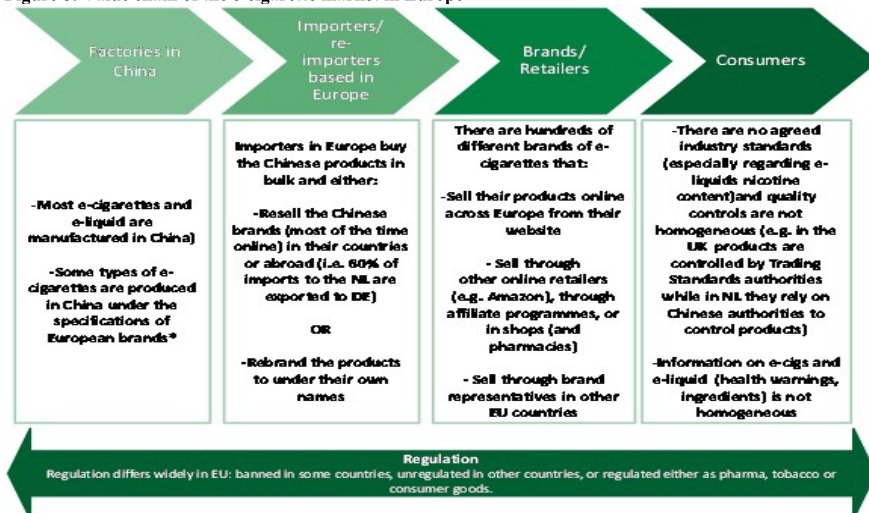 Factories in
China
Importers/
re-
importers
based in
Europe
Brands/
Retailers
Consumers
-Most e-cigarettes and
e-liquid are
manufactured in China)
-Some types of e-
cigarettes are produced
in China under the
specifications of
European brands*
Importers in Europe buy
the Chinese products in
bulk and either:
-Resell the Chinese
brands (most of the time
online) in their countries
or abroad (i.e. 60% of
imports to the NL are
exported to DE)
OR
-Rebrand the products
to under their own
names
There are hundreds of
different brands of e-
cigarettes that:
-Sell their products online
across Europe from their
website
- Sell through
other online retailers
(e.g. Amazon), through
affiliate programmes, or
in shops (and
pharmacies)
- Sell through brand
representatives in other
EU countries
-There are no agreed
industry standards
(especially regarding e-
liquids nicotine
content)and quality
controls are not
homogeneous (e.g. in the
UK products are
controlled by Trading
Standards authorities
while in NL they rely on
Chinese authorities to
control products)
-Information on e-cigs and
e-liquid (health warnings,
ingredients) is not
homogeneous
Regulation
Regulation differs widely in EU: banned in some countries, unregulated in other countries, or regulated either as pharma, tobacco or
consumer goods.